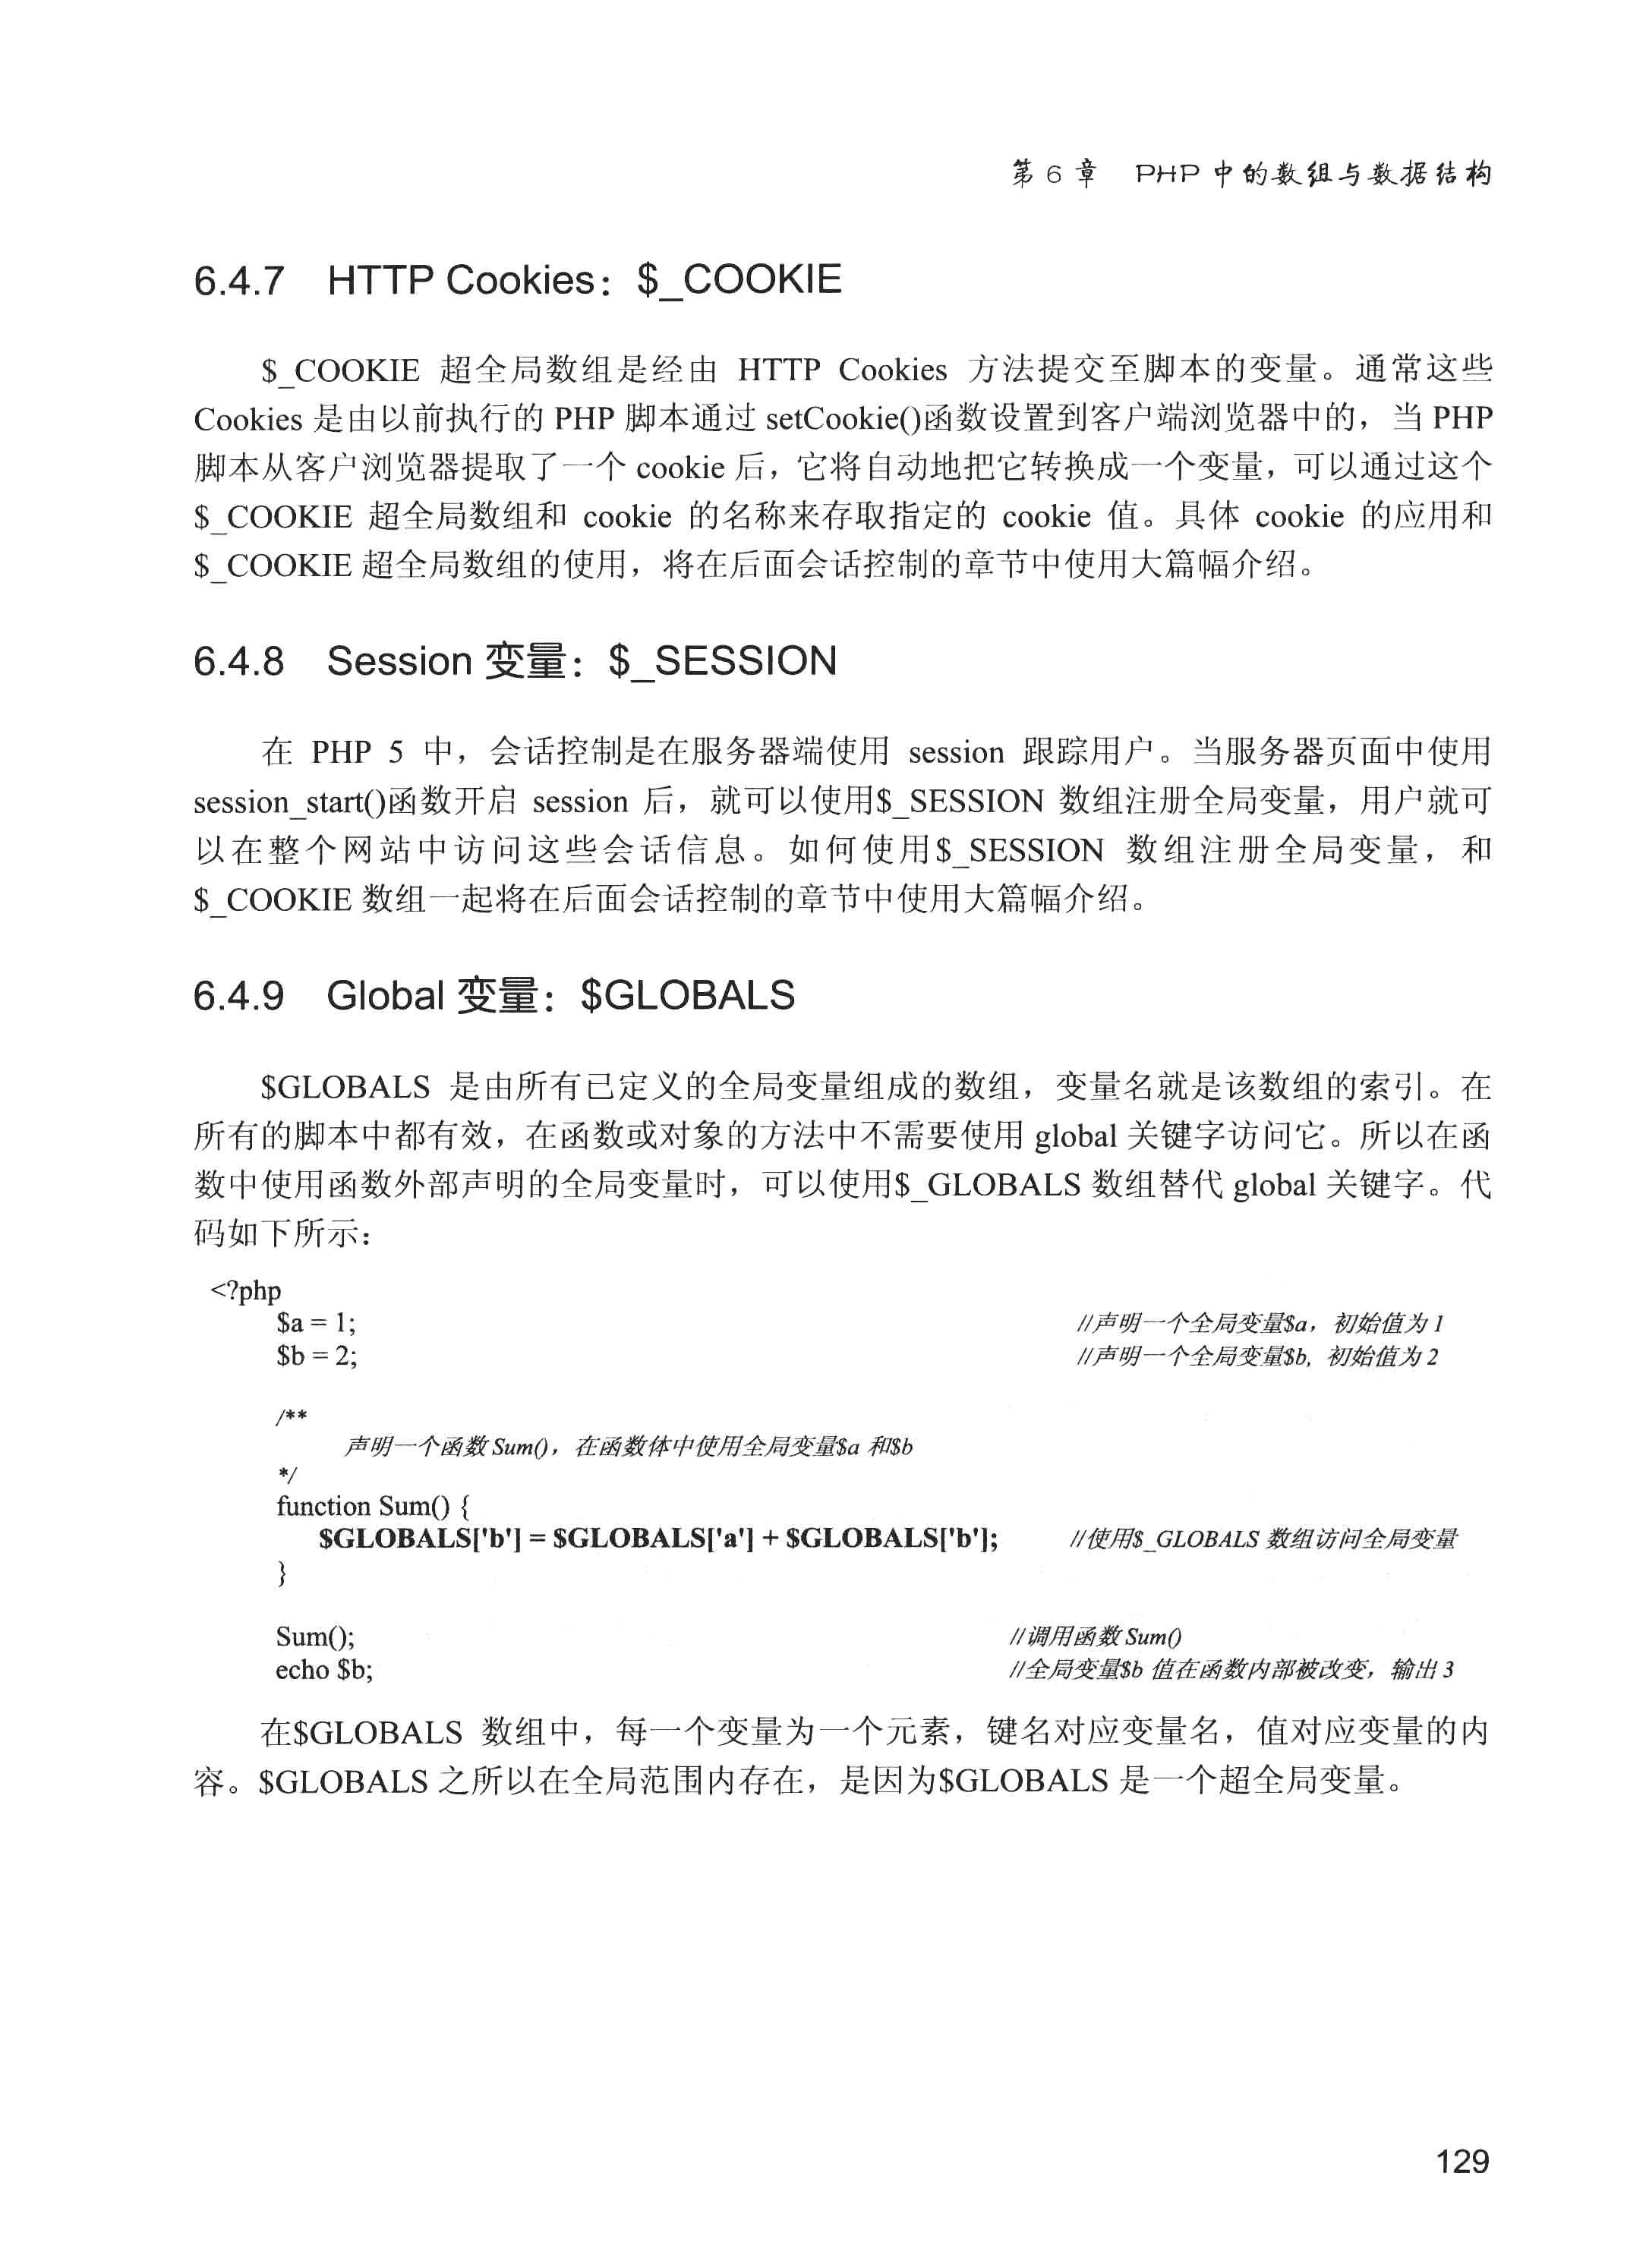 第 6 章 PHP 中的数组与数据结构
6.4.7 HTTP Cookies：$_COOKIE
$_COOKIE 超全局数组是经由 HTTP Cookies 方法提交至脚本的变量。通常这些
Cookies 是由以前执行的 PHP 脚本通过 setCookie()函数设置到客户端浏览器中的，当 PHP
脚本从客户浏览器提取了一个 cookie 后，它将自动地把它转换成一个变量，可以通过这个
$_COOKIE 超全局数组和 cookie 的名称来存取指定的 cookie 值。具体 cookie 的应用和
$_COOKIE 超全局数组的使用，将在后面会话控制的章节中使用大篇幅介绍。
6.4.8 Session 变量：$_SESSION
在 PHP 5 中，会话控制是在服务器端使用 session 跟踪用户。当服务器页面中使用
session_start()函数开启 session 后，就可以使用$_SESSION 数组注册全局变量，用户就可
以在整个网站中访问这些会话信息。如何使用$_SESSION 数组注册全局变量，和
$_COOKIE 数组一起将在后面会话控制的章节中使用大篇幅介绍。
6.4.9 Global 变量：$GLOBALS
$GLOBALS 是由所有已定义的全局变量组成的数组，变量名就是该数组的索引。在
所有的脚本中都有效，在函数或对象的方法中不需要使用 global 关键字访问它。所以在函
数中使用函数外部声明的全局变量时，可以使用$_GLOBALS 数组替代 global 关键字。代
码如下所示：
<?php
$a = 1; //声明一个全局变量$a，初始值为 1
$b = 2; //声明一个全局变量$b, 初始值为 2
/**
声明一个函数 Sum()，在函数体中使用全局变量$a 和$b
*/
function Sum() {
$GLOBALS['b'] = $GLOBALS['a'] + $GLOBALS['b']; //使用$_GLOBALS 数组访问全局变量
}
Sum(); //调用函数 Sum()
echo $b; //全局变量$b 值在函数内部被改变，输出 3
在$GLOBALS 数组中，每一个变量为一个元素，键名对应变量名，值对应变量的内
容。$GLOBALS 之所以在全局范围内存在，是因为$GLOBALS 是一个超全局变量。
129